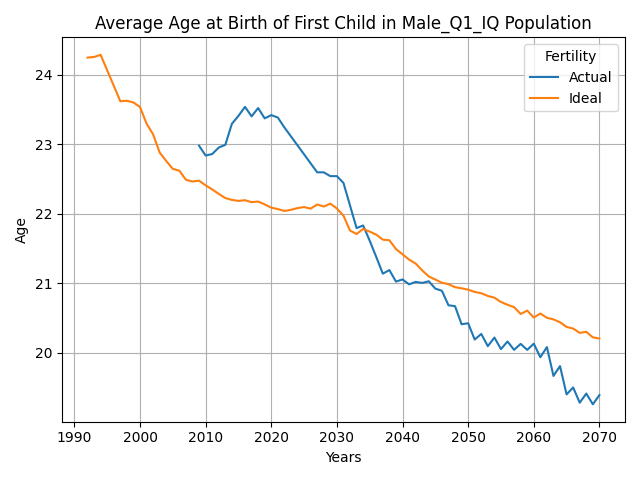 Average Age at Birth of First Child in Male_Q1_IQ Population
Fertility
Actual
Ideal
Age
24
23
22
21
20
1990 2000 2010 2020 2030 2040 2050 2060 2070
Years